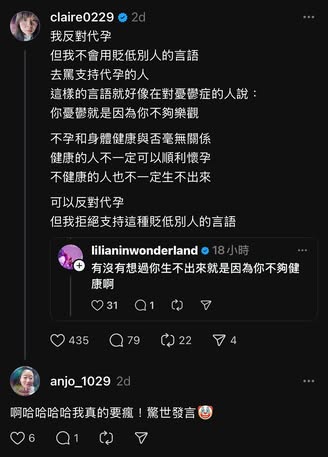 claire0229 2d
我反對代孕
但我不會用貶低別人的言語
去罵支持代孕的人
這樣的言語就好像在對憂鬱症的人說：
你憂鬱就是因為你不夠樂觀
不孕和身體健康與否毫無關係
健康的人不一定可以順利懷孕
不健康的人也不一定生不出來
可以反對代孕
但我拒絕支持這種貶低別人的言語
lilianinwonderland 18小時
有沒有想過你生不出來就是因為你不夠健
康啊
31 1
435 79 22 4
anjo_1029 2d
啊哈哈哈哈我真的要瘋！驚世發言🤡
6 1